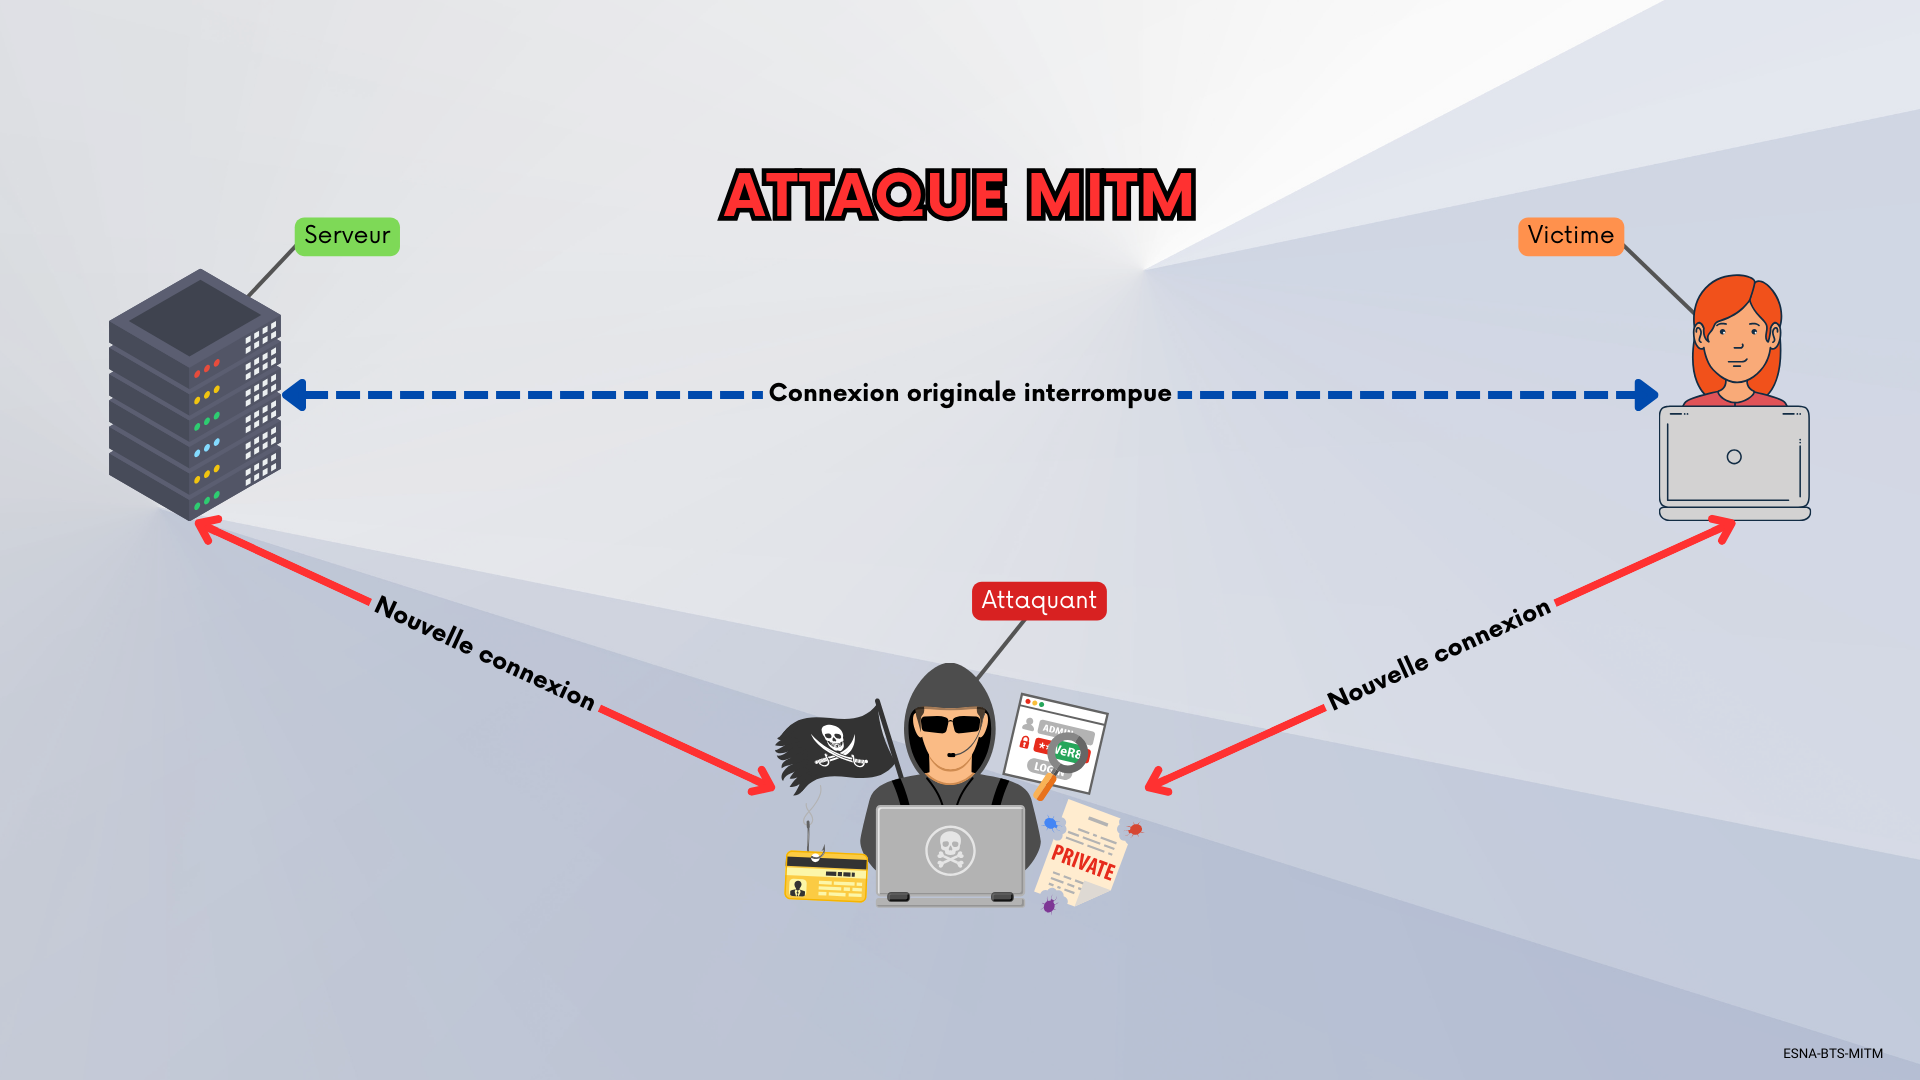 ATTAQUE MITM
Serveur
Victime
Connexion originale interrompue
Attaquant
Nouvelle connexion
Nouvelle connexion
PRIVATE
ESNA-BTS-MITM